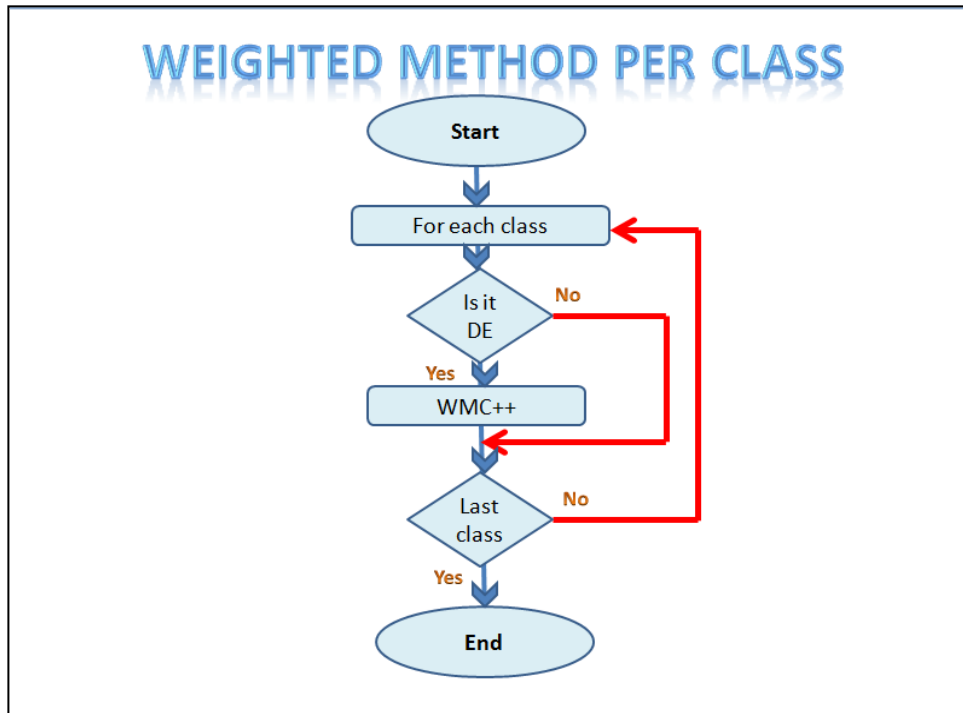 WEIGHTED METHOD PER CLASS
Start
For each class
Is it
DE
No
Yes
WMC++
Last
class
No
Yes
End